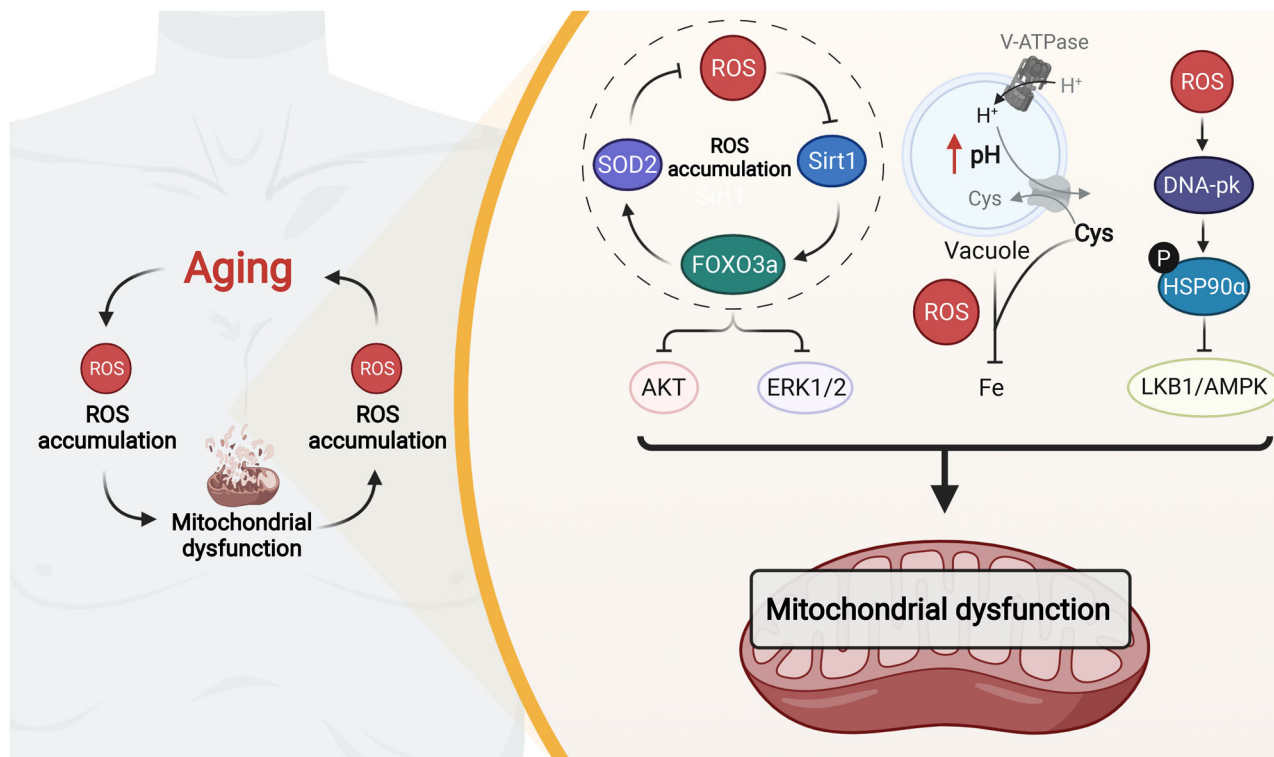 Aging
ROS
ROS
accumulation
ROS
ROS
accumulation
Mitochondrial
dysfunction
ROS
SOD2
ROS
accumulation
Sirt1
Sirt1
FOXO3a
AKT
ERK1/2
V-ATPase
H⁺
H⁺
pH
Cys
Cys
Vacuole
ROS
Fe
ROS
DNA-pk
P
HSP90α
LKB1/AMPK
Mitochondrial dysfunction